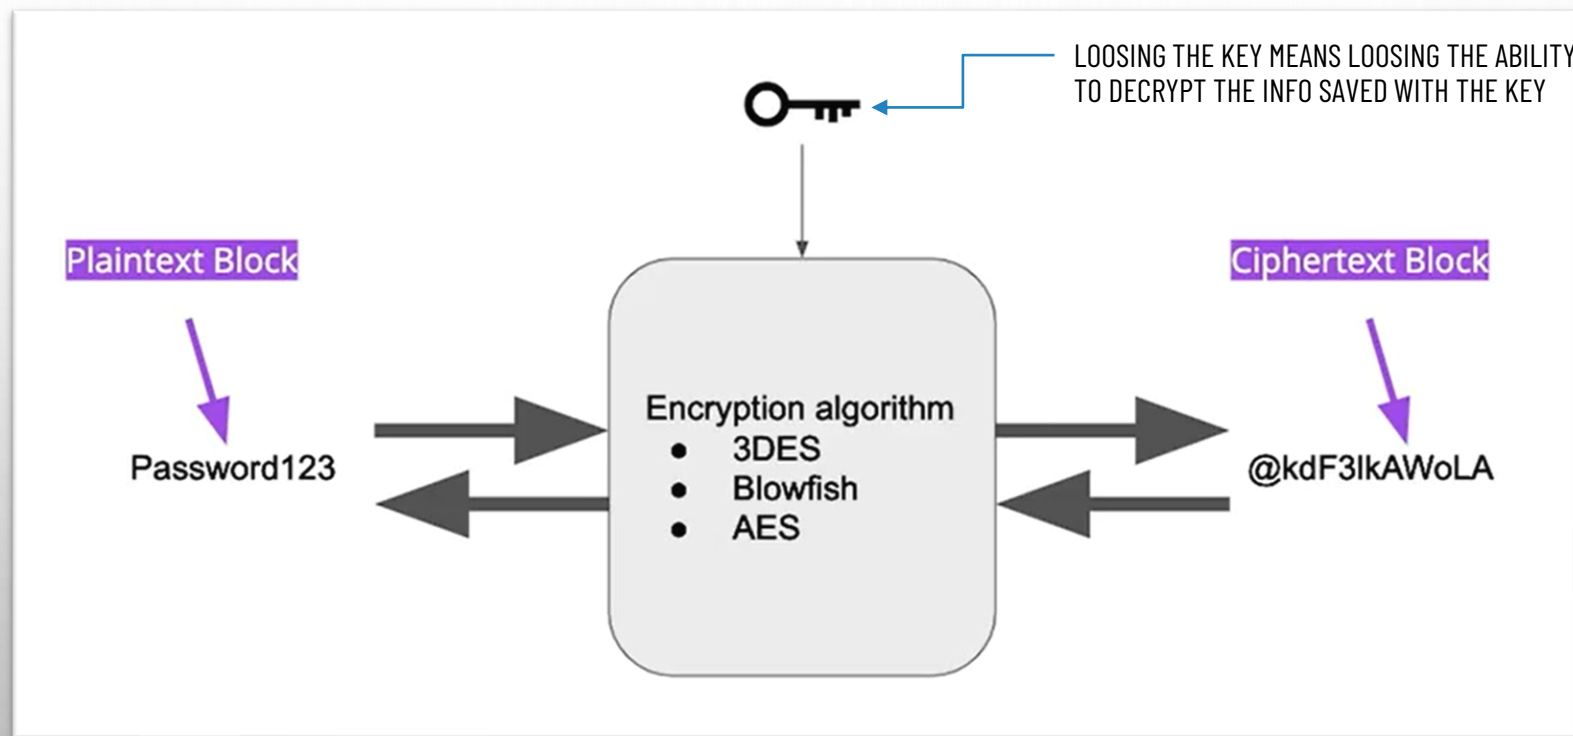 LOOSING THE KEY MEANS LOOSING THE ABILITY
TO DECRYPT THE INFO SAVED WITH THE KEY
Plaintext Block
Ciphertext Block
Password123
Encryption algorithm
● 3DES
● Blowfish
● AES
@kdF3lkAWoLA